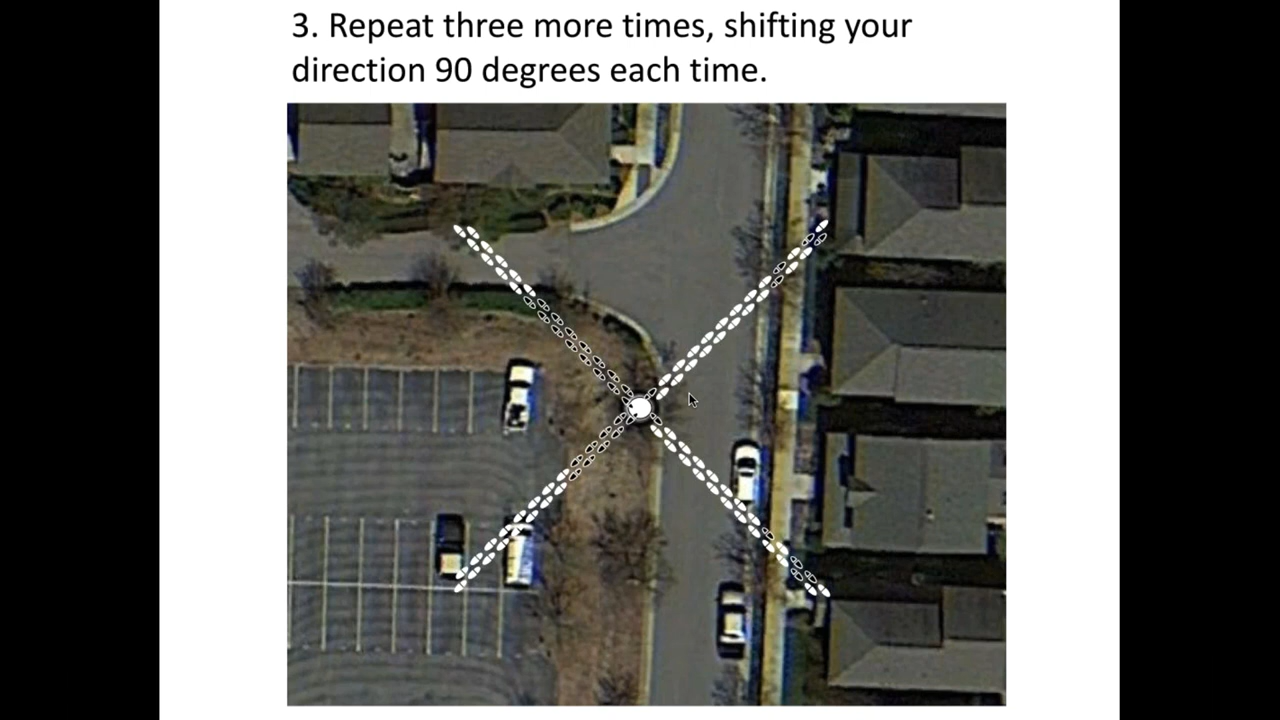 3. Repeat three more times, shifting your
direction 90 degrees each time.